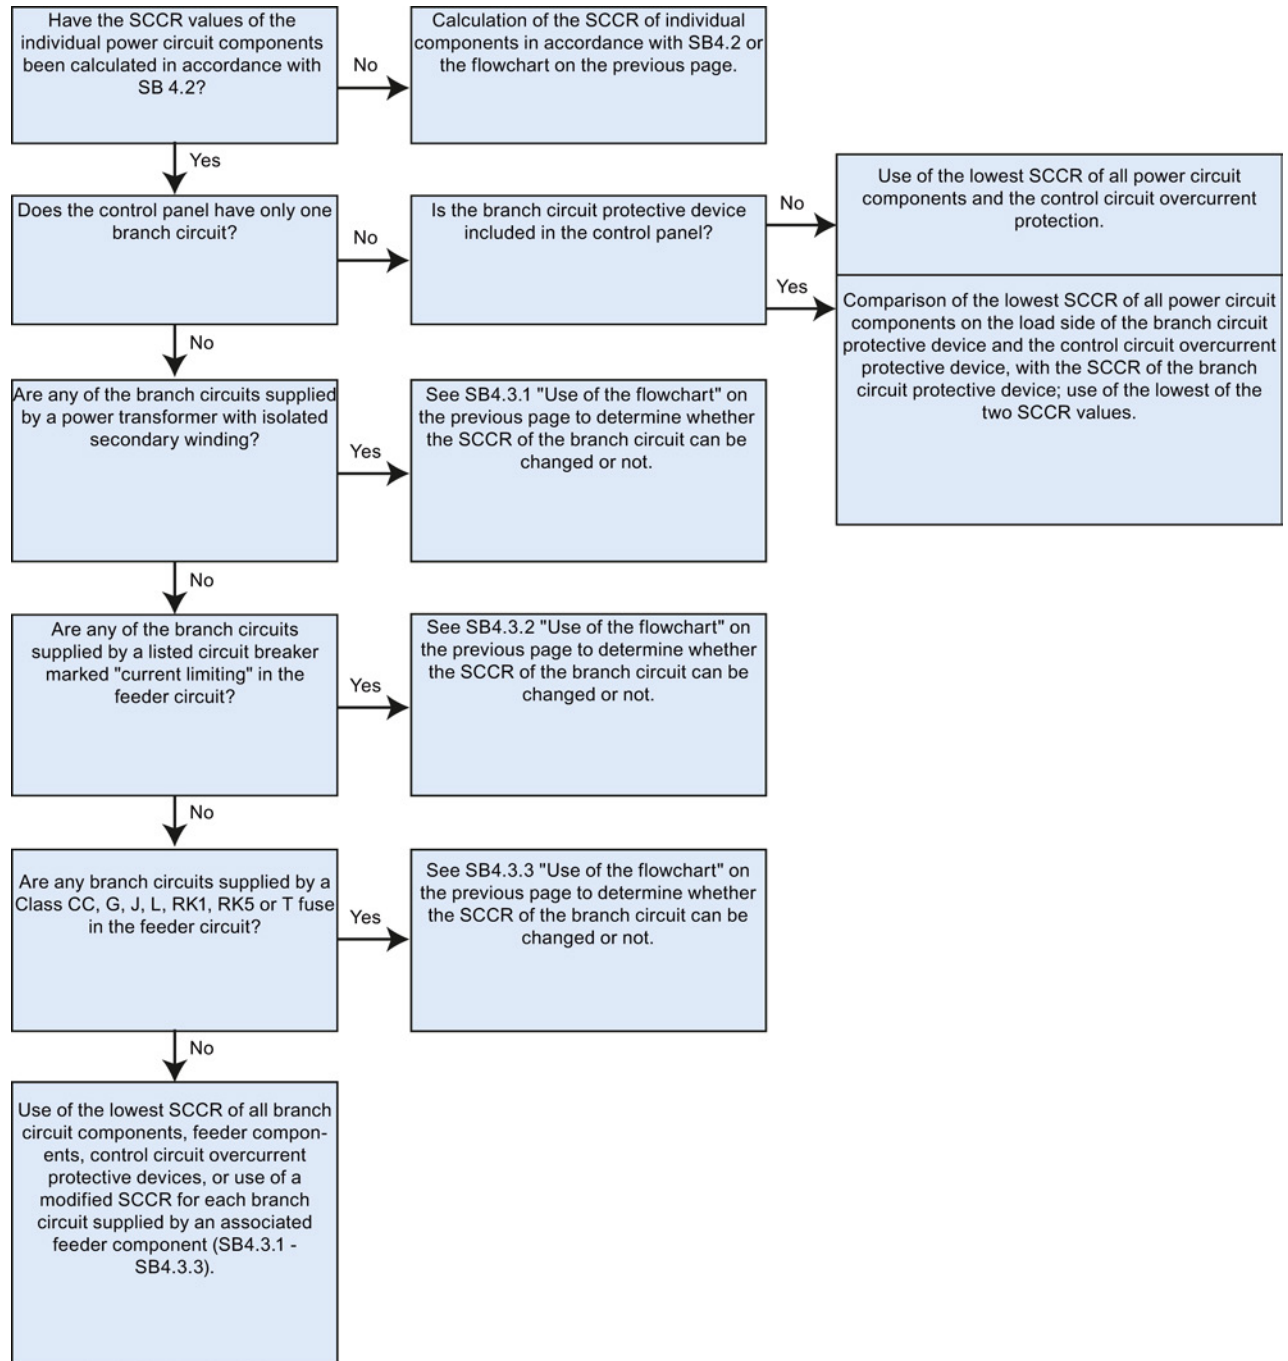 Have the SCCR values of the
individual power circuit components
been calculated in accordance with
SB 4.2?
No
Calculation of the SCCR of individual
components in accordance with SB4.2 or
the flowchart on the previous page.
Yes
Does the control panel have only one
branch circuit?
No
Is the branch circuit protective device
included in the control panel?
No
Use of the lowest SCCR of all power circuit
components and the control circuit overcurrent
protection.
Yes
Comparison of the lowest SCCR of all power circuit
components on the load side of the branch circuit
protective device and the control circuit overcurrent
protective device, with the SCCR of the branch
circuit protective device; use of the lowest of the
two SCCR values.
No
Are any of the branch circuits supplied
by a power transformer with isolated
secondary winding?
Yes
See SB4.3.1 "Use of the flowchart" on
the previous page to determine whether
the SCCR of the branch circuit can be
changed or not.
No
Are any of the branch circuits
supplied by a listed circuit breaker
marked "current limiting" in the
feeder circuit?
Yes
See SB4.3.2 "Use of the flowchart" on
the previous page to determine whether
the SCCR of the branch circuit can be
changed or not.
No
Are any branch circuits supplied by a
Class CC, G, J, L, RK1, RK5 or T fuse
in the feeder circuit?
Yes
See SB4.3.3 "Use of the flowchart" on
the previous page to determine whether
the SCCR of the branch circuit can be
changed or not.
No
Use of the lowest SCCR of all branch
circuit components, feeder compon-
ents, control circuit overcurrent
protective devices, or use of a
modified SCCR for each branch
circuit supplied by an associated
feeder component (SB4.3.1 -
SB4.3.3).